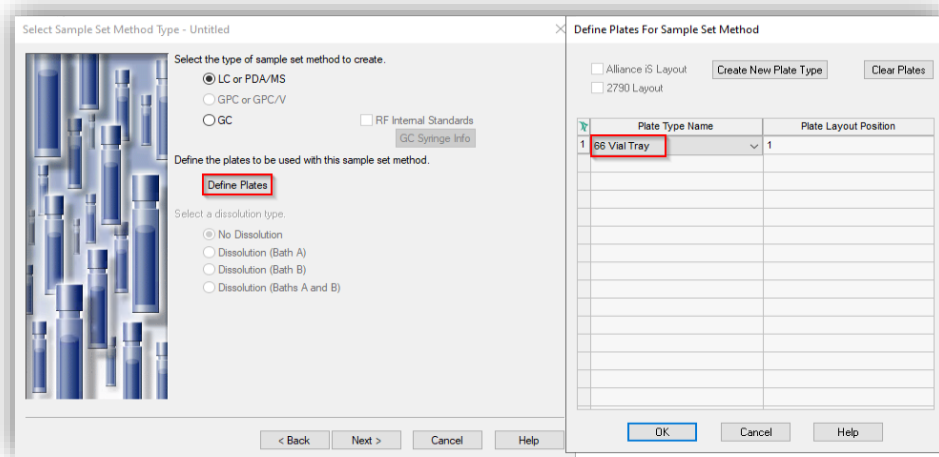 Select Sample Set Method Type - Untitled
Select the type of sample set method to create.
LC or PDA/MS
GPC or GPC/V
GC
RF Internal Standards
GC Syringe Info
Define the plates to be used with this sample set method.
Define Plates
Select a dissolution type.
No Dissolution
Dissolution (Bath A)
Dissolution (Bath B)
Dissolution (Baths A and B)
< Back Next > Cancel Help
Define Plates For Sample Set Method
Alliance iS Layout Create New Plate Type Clear Plates
2790 Layout
Plate Type Name Plate Layout Position
1 66 Vial Tray 1
OK Cancel Help